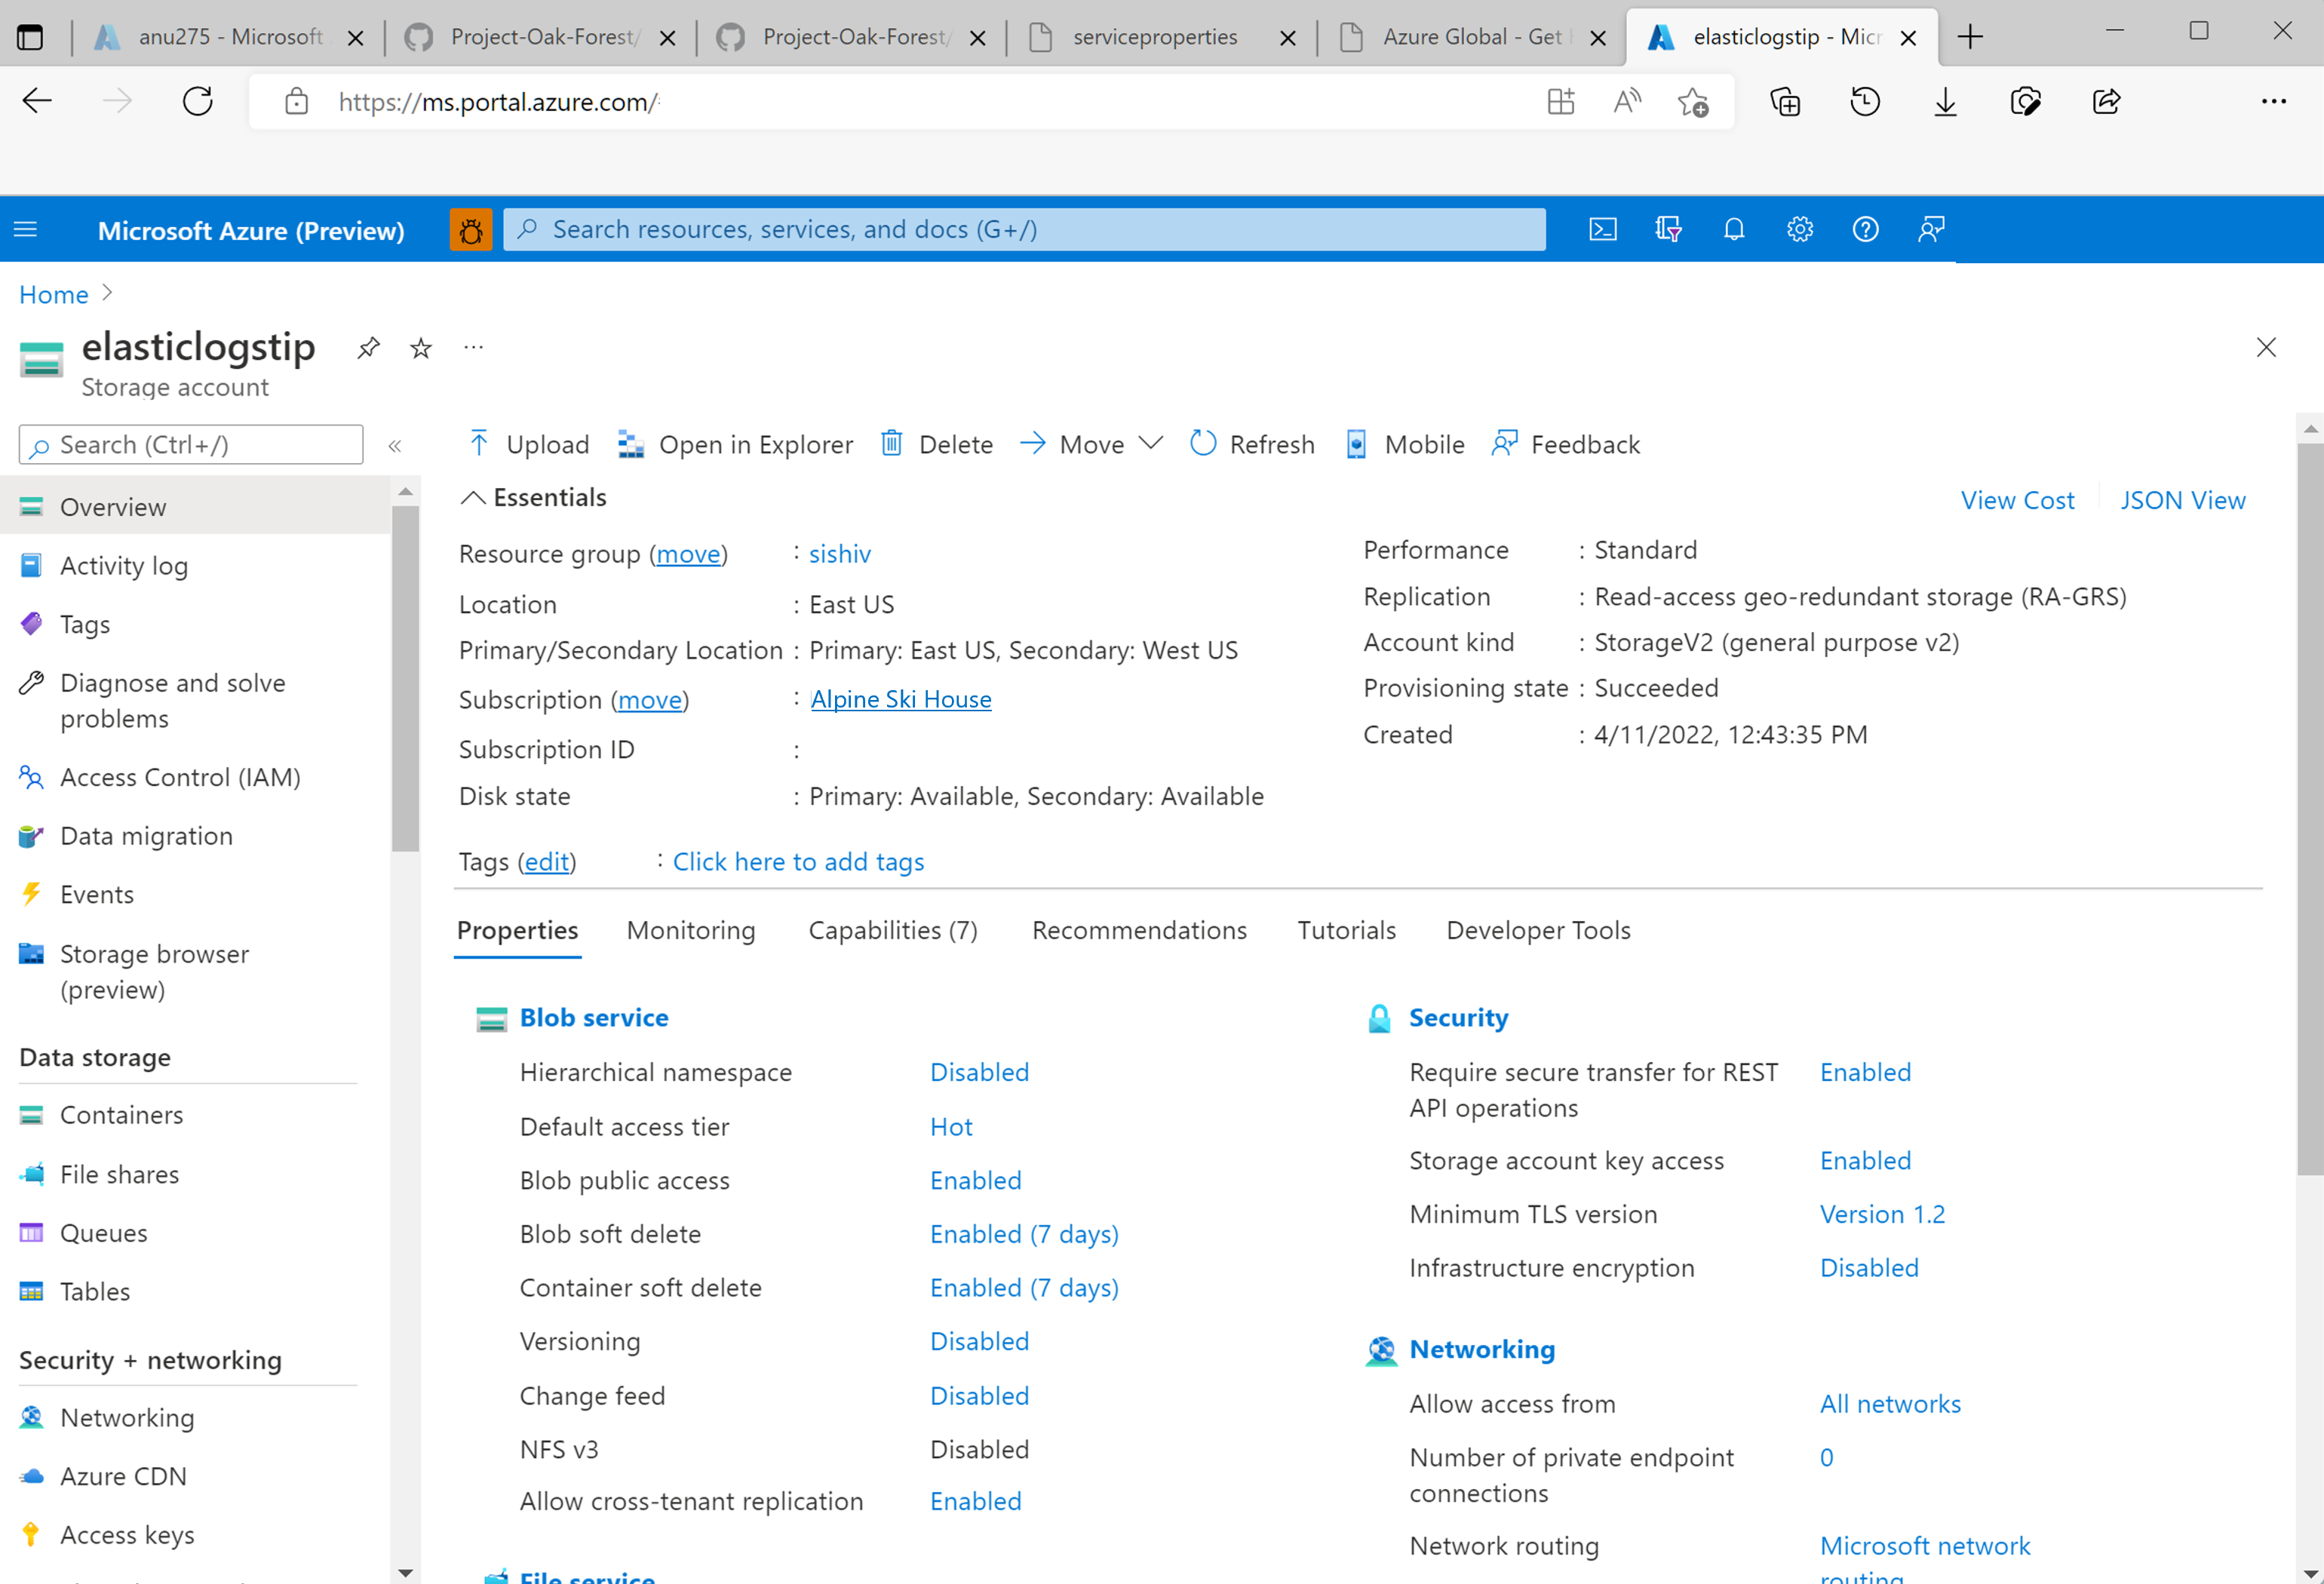 anu275 - Microsoft
Project-Oak-Forest/
Project-Oak-Forest/
serviceproperties
Azure Global - Get
elasticlogstip - Micr
https://ms.portal.azure.com/
Microsoft Azure (Preview)
Search resources, services, and docs (G+/)
Home
elasticlogstip
Storage account
Search (Ctrl+/)
«
Upload
Open in Explorer
Delete
Move
Refresh
Mobile
Feedback
Overview
Activity log
Tags
Diagnose and solve
problems
Access Control (IAM)
Data migration
Events
Storage browser
(preview)
Data storage
Containers
File shares
Queues
Tables
Security + networking
Networking
Azure CDN
Access keys
Essentials
View Cost
JSON View
Resource group (move) : sishiv
Location : East US
Primary/Secondary Location : Primary: East US, Secondary: West US
Subscription (move) : Alpine Ski House
Subscription ID :
Disk state : Primary: Available, Secondary: Available
Performance : Standard
Replication : Read-access geo-redundant storage (RA-GRS)
Account kind : StorageV2 (general purpose v2)
Provisioning state : Succeeded
Created : 4/11/2022, 12:43:35 PM
Tags (edit) : Click here to add tags
Properties
Monitoring
Capabilities (7)
Recommendations
Tutorials
Developer Tools
Blob service
Hierarchical namespace Disabled
Default access tier Hot
Blob public access Enabled
Blob soft delete Enabled (7 days)
Container soft delete Enabled (7 days)
Versioning Disabled
Change feed Disabled
NFS v3 Disabled
Allow cross-tenant replication Enabled
File service
Security
Require secure transfer for REST Enabled
API operations
Storage account key access Enabled
Minimum TLS version Version 1.2
Infrastructure encryption Disabled
Networking
Allow access from All networks
Number of private endpoint 0
connections
Network routing Microsoft network
routing